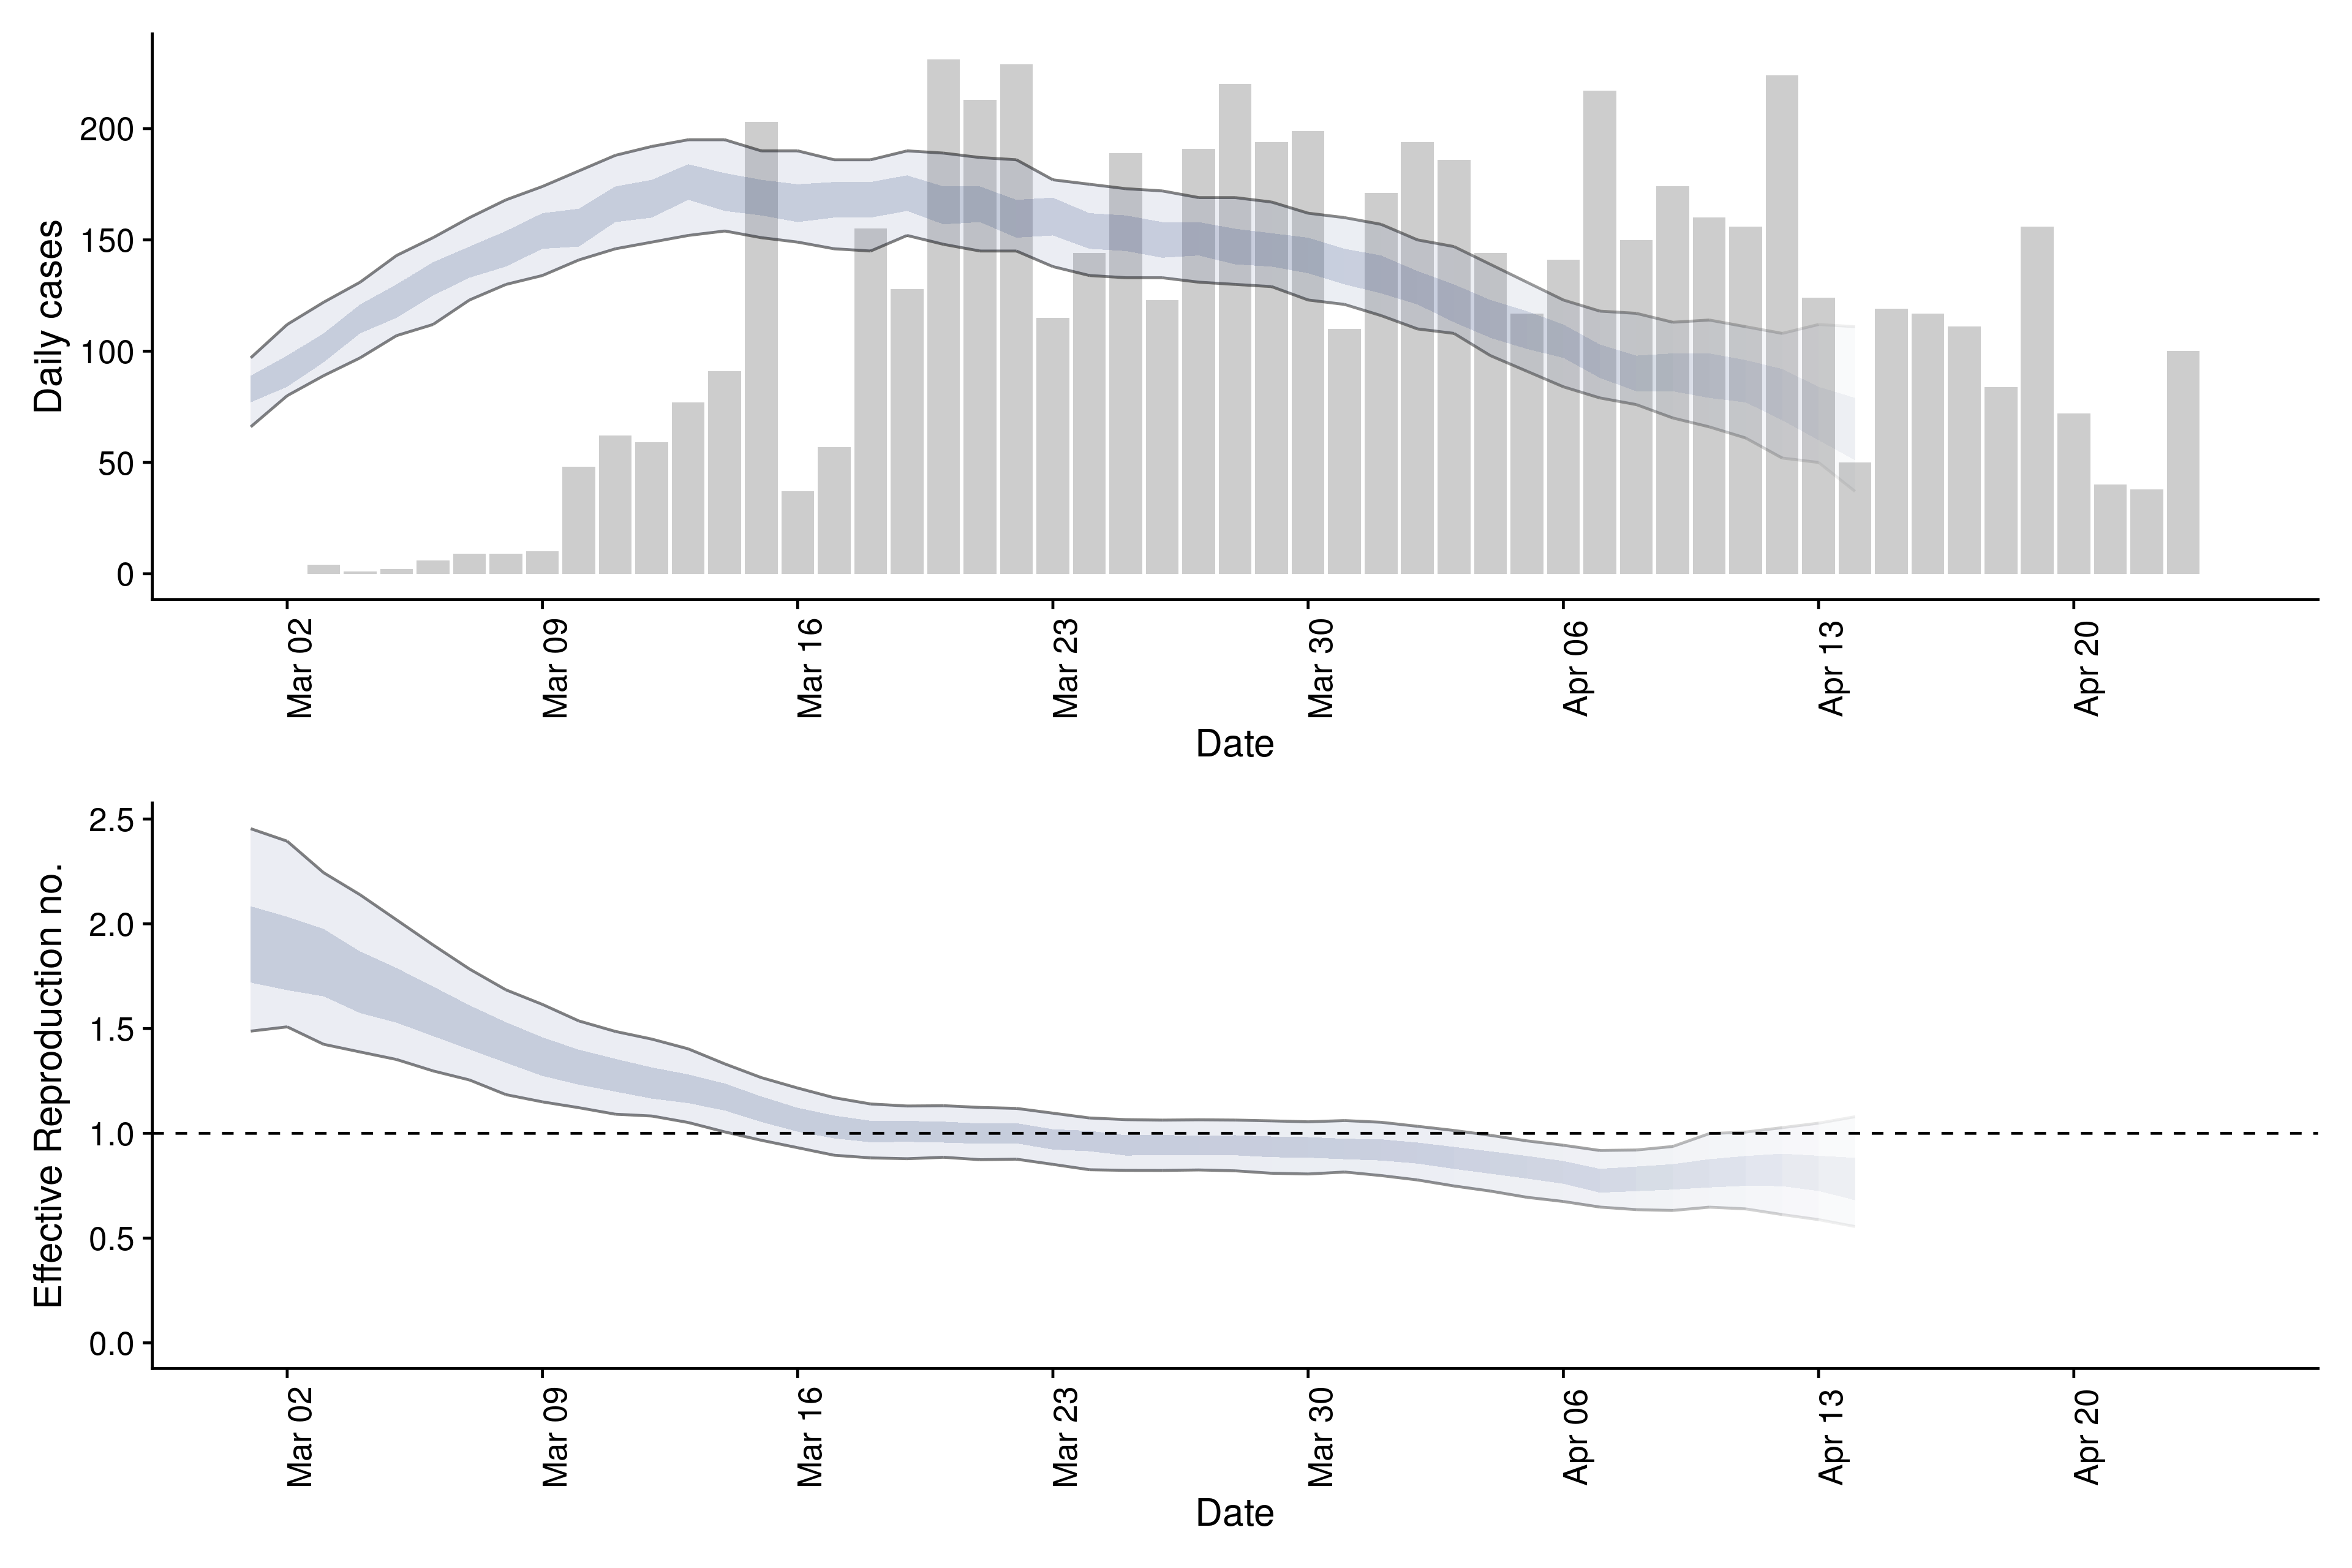 Daily cases
200
150
100
50
0
Mar 02
Mar 09
Mar 16
Mar 23
Mar 30
Apr 06
Apr 13
Apr 20
Date
Effective Reproduction no.
2.5
2.0
1.5
1.0
0.5
0.0
Mar 02
Mar 09
Mar 16
Mar 23
Mar 30
Apr 06
Apr 13
Apr 20
Date